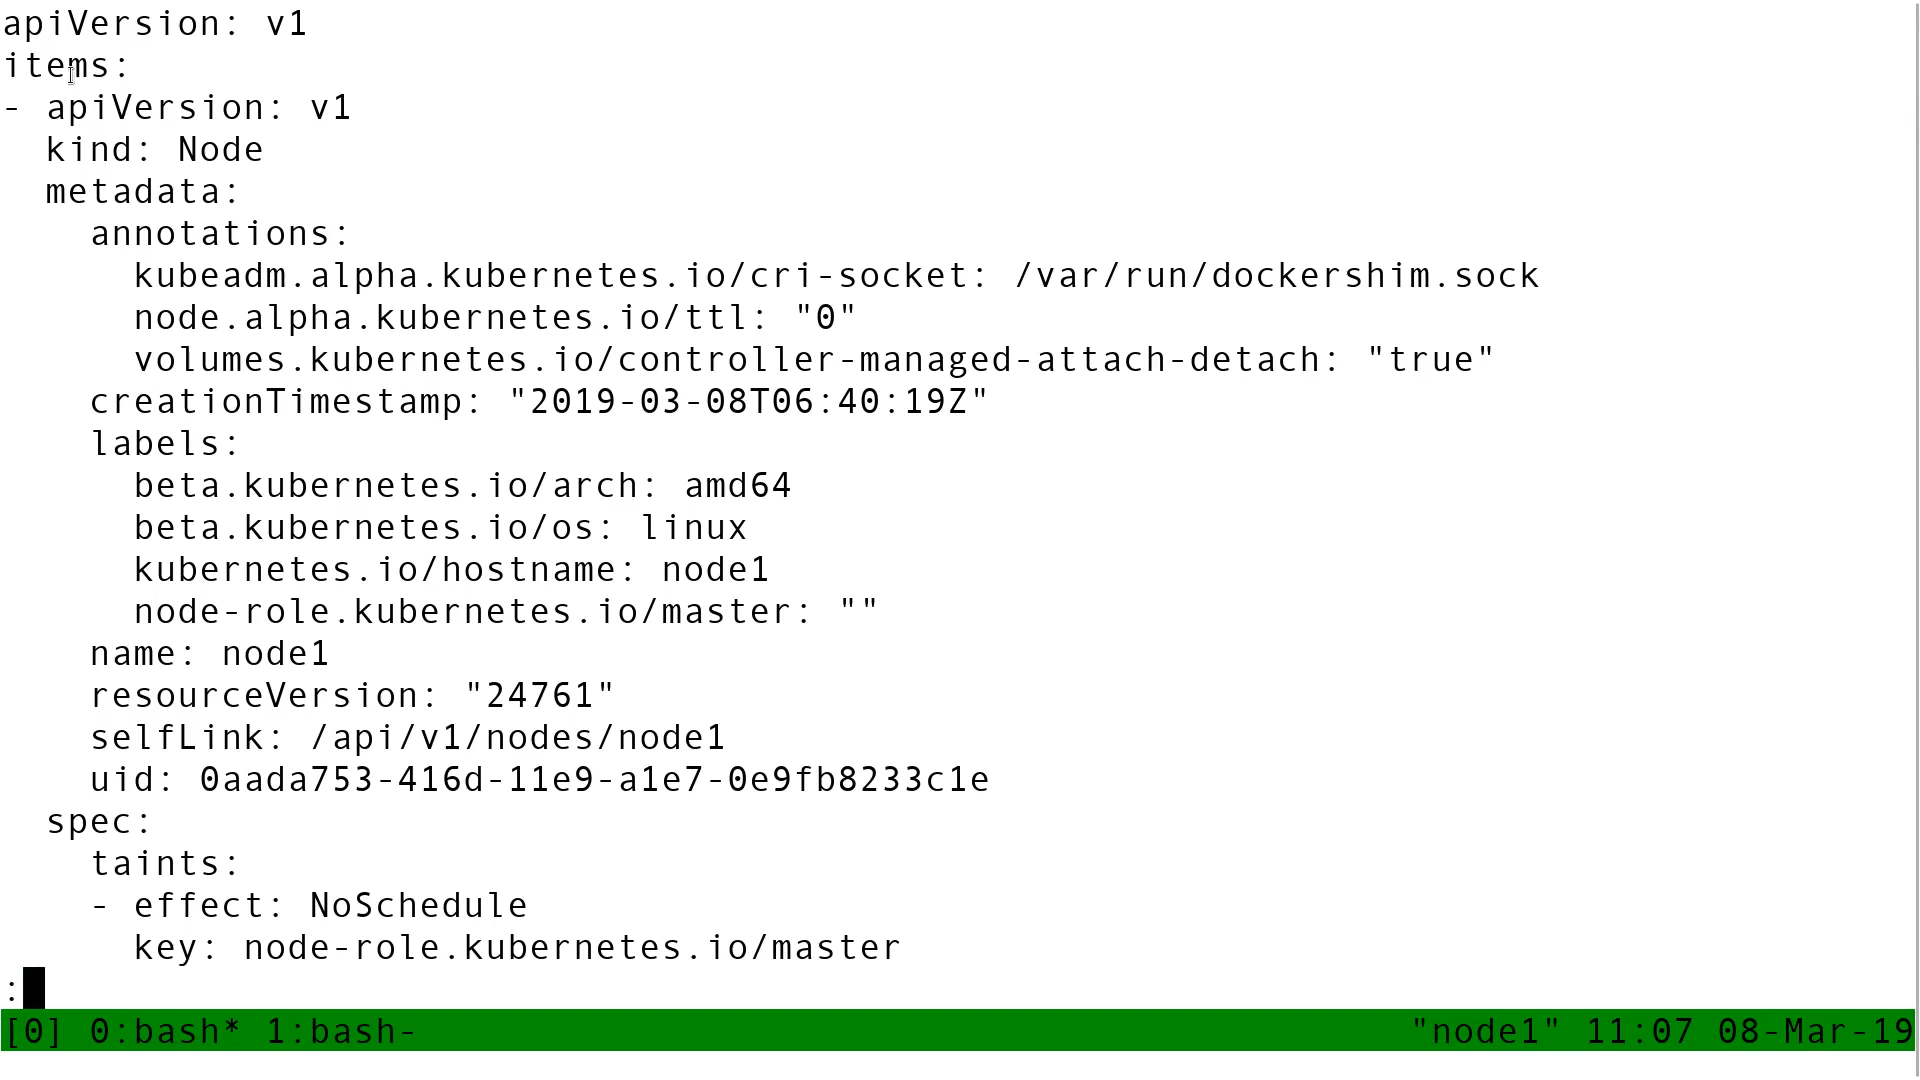 apiVersion: v1
items:
- apiVersion: v1
  kind: Node
  metadata:
    annotations:
      kubeadm.alpha.kubernetes.io/cri-socket: /var/run/dockershim.sock
      node.alpha.kubernetes.io/ttl: "0"
      volumes.kubernetes.io/controller-managed-attach-detach: "true"
    creationTimestamp: "2019-03-08T06:40:19Z"
    labels:
      beta.kubernetes.io/arch: amd64
      beta.kubernetes.io/os: linux
      kubernetes.io/hostname: node1
      node-role.kubernetes.io/master: ""
    name: node1
    resourceVersion: "24761"
    selfLink: /api/v1/nodes/node1
    uid: 0aada753-416d-11e9-a1e7-0e9fb8233c1e
  spec:
    taints:
    - effect: NoSchedule
      key: node-role.kubernetes.io/master
:
[0] 0:bash* 1:bash- "node1" 11:07 08-Mar-19